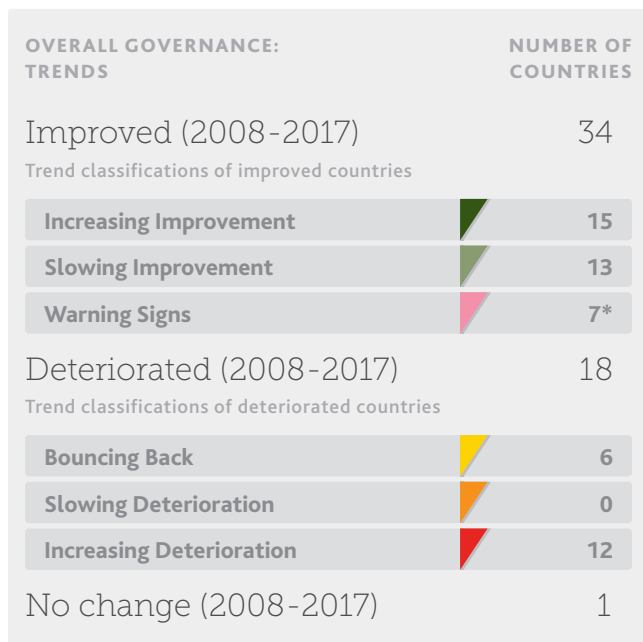 OVERALL GOVERNANCE: NUMBER OF
TRENDS COUNTRIES
Improved (2008-2017) 34
Trend classifications of improved countries
Increasing Improvement 15
Slowing Improvement 13
Warning Signs 7*
Deteriorated (2008-2017) 18
Trend classifications of deteriorated countries
Bouncing Back 6
Slowing Deterioration 0
Increasing Deterioration 12
No change (2008-2017) 1